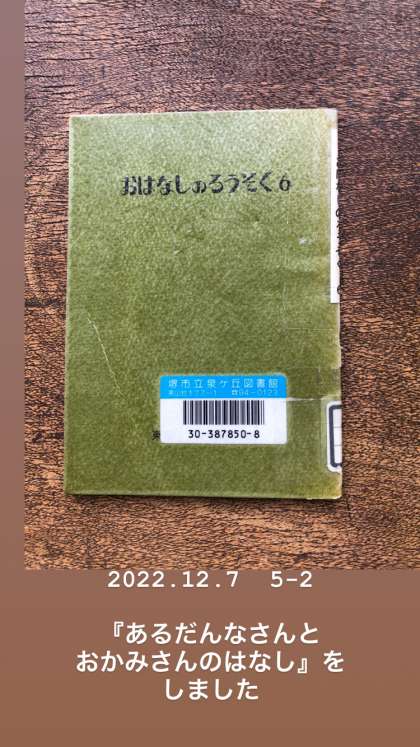 おはなしのろうそく6
堺市立泉ケ丘図書館
30-387850-8
2022.12.7 5-2
『あるだんなさんと
おかみさんのはなし』を
しました